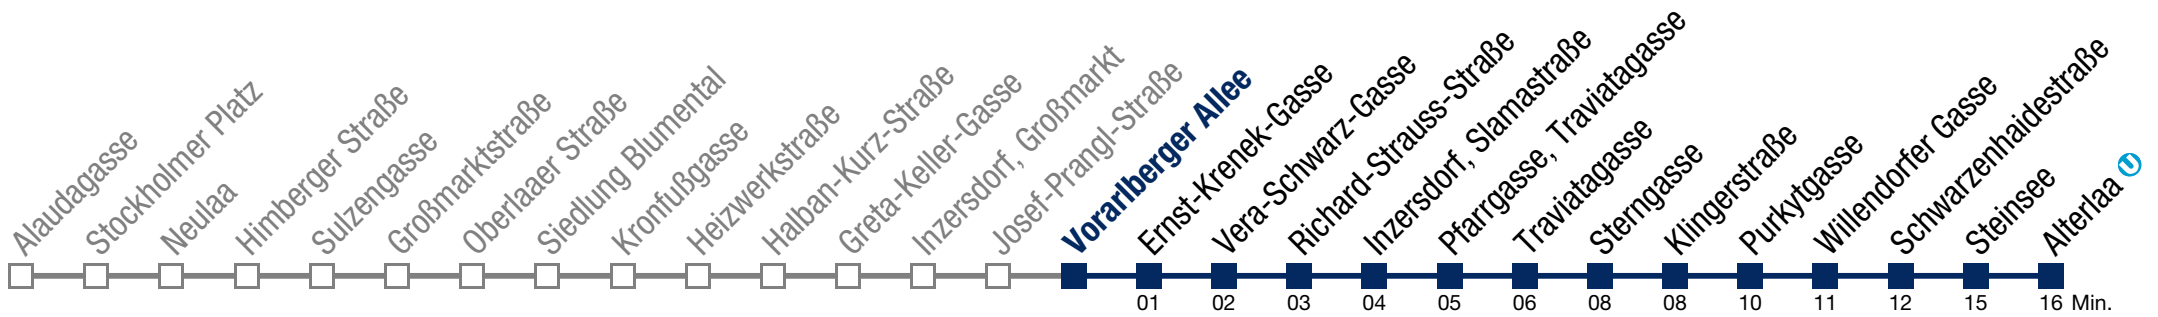 Alaudagasse
Stockholmer Platz
Neulaa
Himberger Straße
Sulzengasse
Großmarktstraße
Oberlaaer Straße
Siedlung Blumental
Kronfußgasse
Heizwerkstraße
Halban-Kurz-Straße
Greta-Keller-Gasse
Inzersdorf, Großmarkt
Josef-Prangl-Straße
Vorarlberger Allee
Ernst-Krenek-Gasse
Vera-Schwarz-Gasse
Richard-Strauss-Straße
Inzersdorf, Slamastraße
Pfarrgasse, Traviatagasse
Traviatagasse
Sterngasse
Klingerstraße
Purkytgasse
Willendorfer Gasse
Schwarzenhaidestraße
Steinsee
Alterlaa U
01 02 03 04 05 06 08 08 10 11 12 15 16 Min.